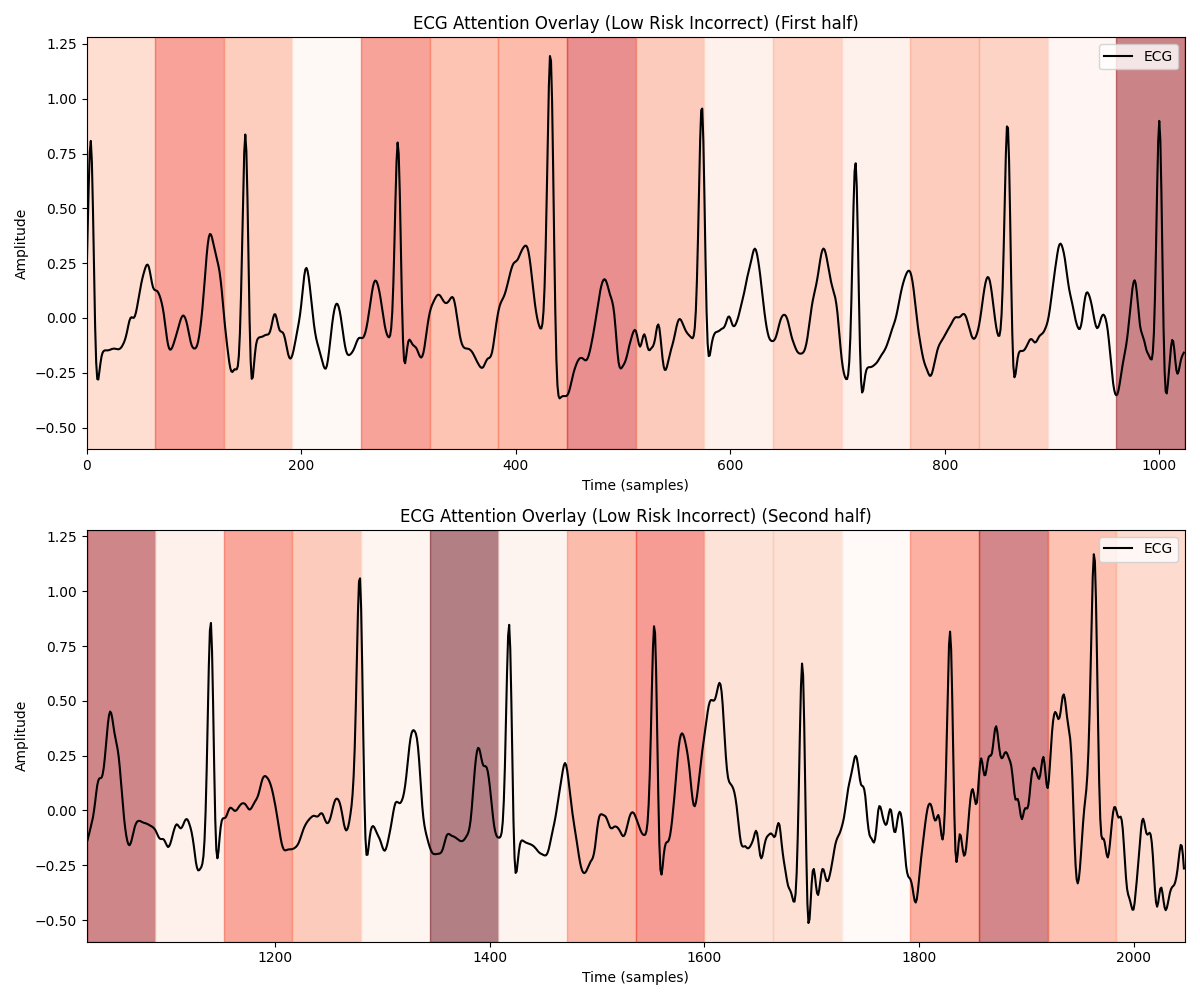 ECG Attention Overlay (Low Risk Incorrect) (First half)
1.25
1.00
0.75
0.50
0.25
0.00
−0.25
−0.50
Amplitude
ECG
0 200 400 600 800 1000
Time (samples)
ECG Attention Overlay (Low Risk Incorrect) (Second half)
1.25
1.00
0.75
0.50
0.25
0.00
−0.25
−0.50
Amplitude
ECG
1200 1400 1600 1800 2000
Time (samples)